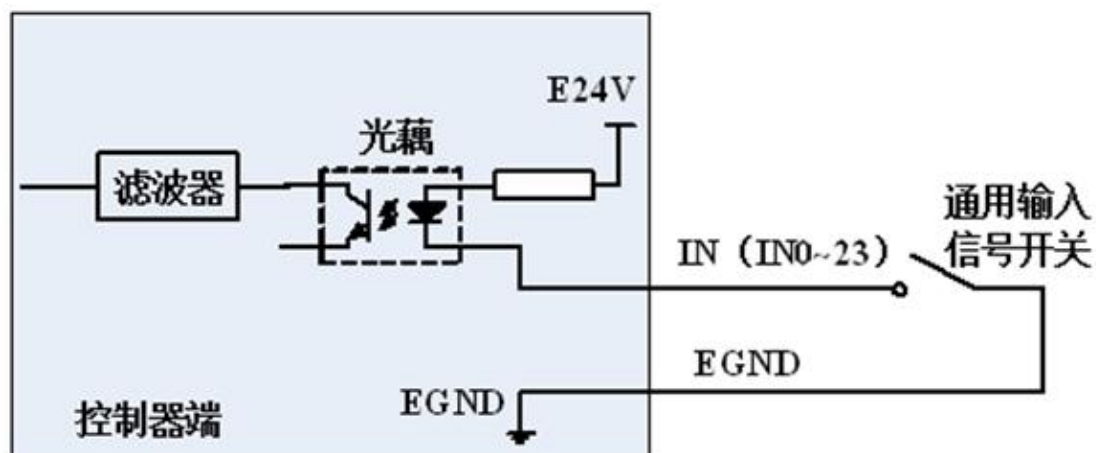 E24V
光藕
滤波器
通用输入
信号开关
IN（IN0~23）
EGND
EGND
控制器端